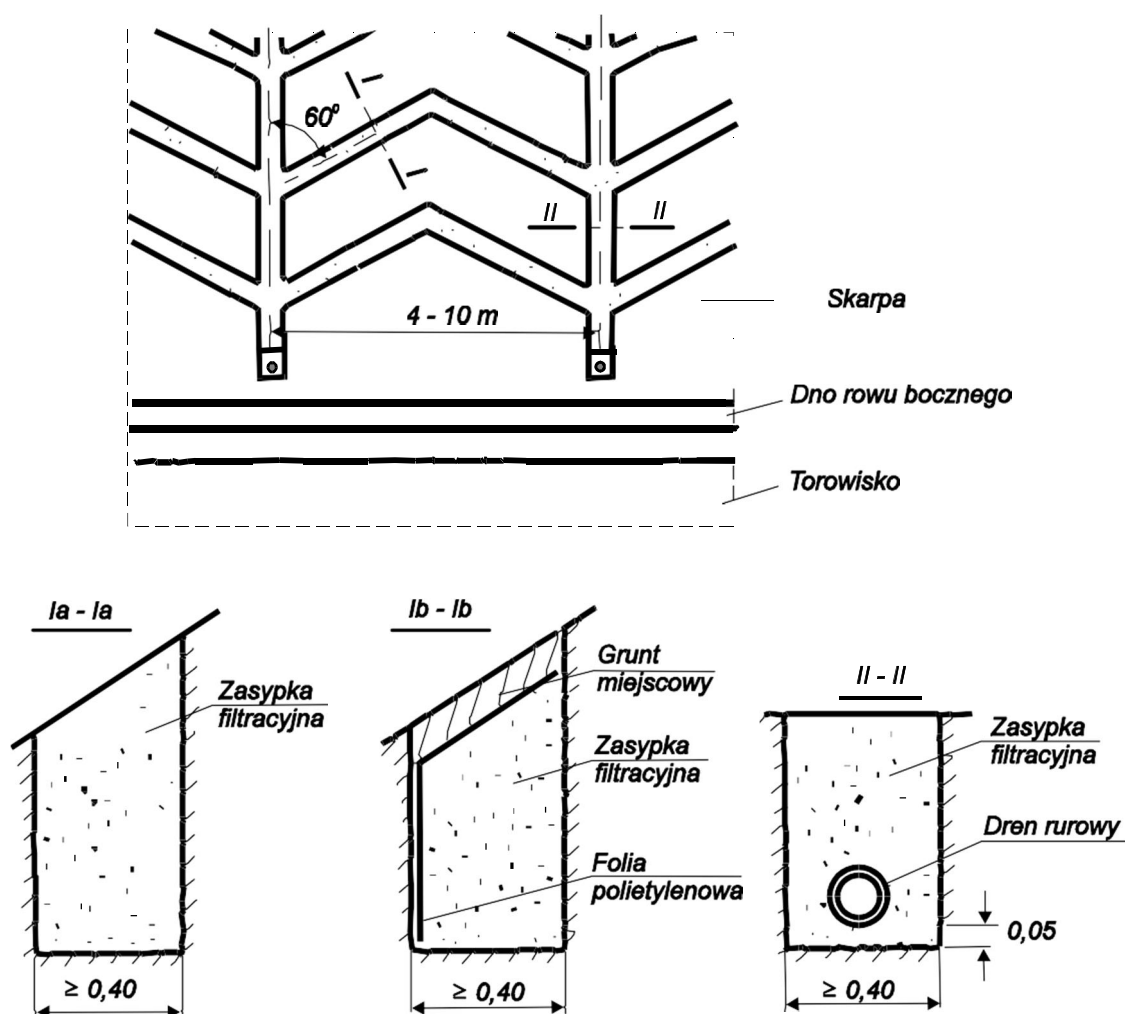 60°
I
I
II
II
4 - 10 m
Skarpa
Dno rowu bocznego
Torowisko
Ia - Ia
Zasypka
filtracyjna
≥ 0,40
Ib - Ib
Grunt
miejscowy
Zasypka
filtracyjna
Folia
polietylenowa
≥ 0,40
II - II
Zasypka
filtracyjna
Dren rurowy
0,05
≥ 0,40